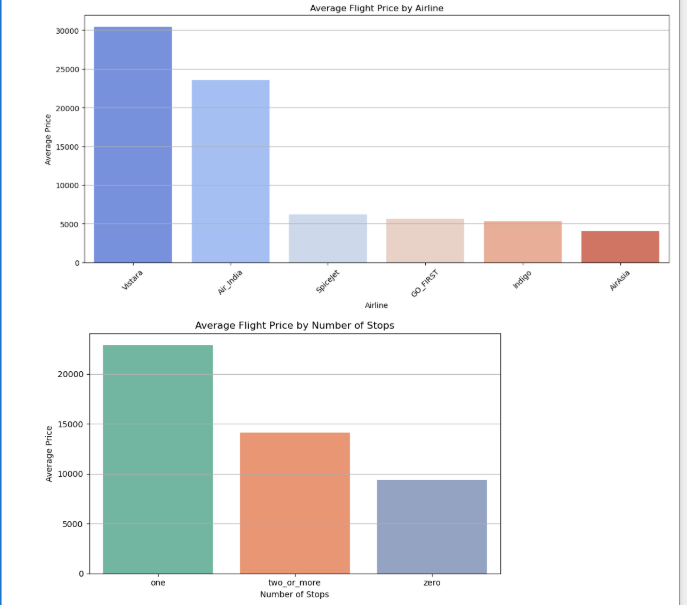 Average Flight Price by Airline
30000
25000
20000
15000
10000
5000
0
Average Price
Vistara
Air_India
SpiceJet
GO_FIRST
Indigo
AirAsia
Airline
Average Flight Price by Number of Stops
20000
15000
10000
5000
0
Average Price
one
two_or_more
zero
Number of Stops